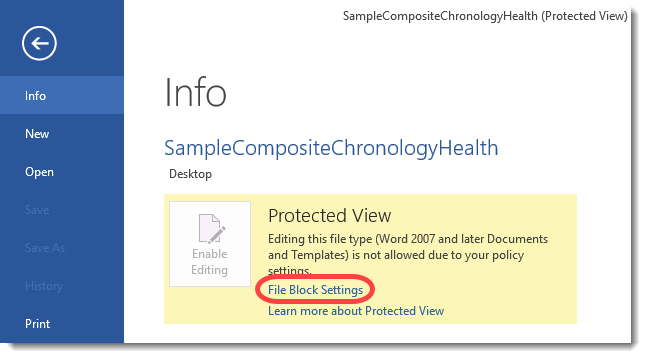 SampleCompositeChronologyHealth (Protected View)
Info
New
Open
Save
Save As
History
Print
Info
SampleCompositeChronologyHealth
Desktop
Enable
Editing
Protected View
Editing this file type (Word 2007 and later Documents
and Templates) is not allowed due to your policy
settings.
File Block Settings
Learn more about Protected View